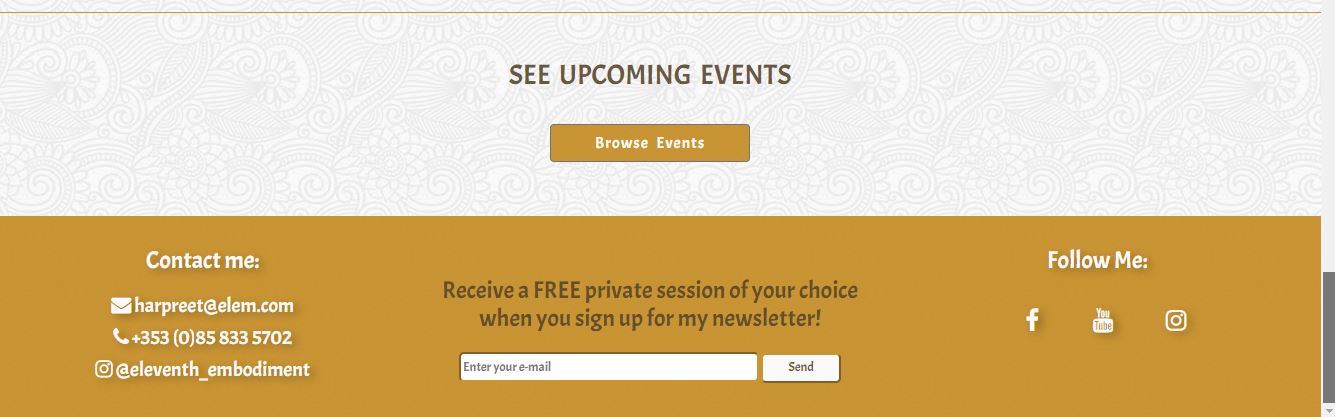 SEE UPCOMING EVENTS
Browse Events
Contact me:
harpreet@elem.com
+353 (0)85 833 5702
@eleventh_embodiment
Receive a FREE private session of your choice
when you sign up for my newsletter!
Enter your e-mail
Send
Follow Me:
You
Tube